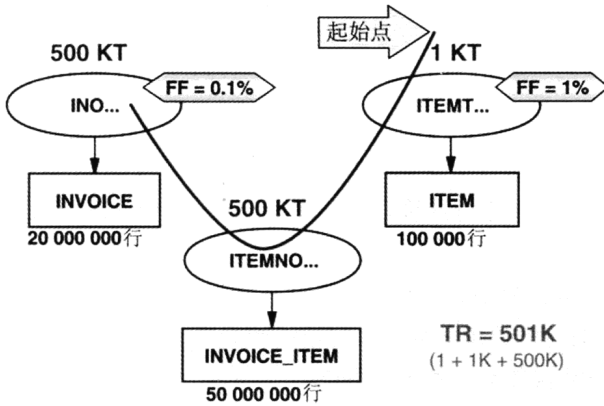 起始点
500 KT
1 KT
FF = 0.1%
FF = 1%
INO...
ITEMT...
INVOICE
ITEM
20 000 000行
100 000行
500 KT
ITEMNO...
INVOICE_ITEM
50 000 000行
TR = 501K
(1 + 1K + 500K)